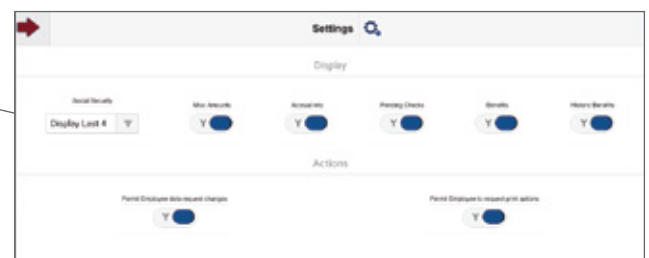 Settings
Display
Social Security
Misc Amounts
Accrual Info
Pending Checks
Benefits
Historic Benefits
Display Last 4
Y
Y
Y
Y
Y
Actions
Permit Employee data request changes
Permit Employee to request print options
Y
Y